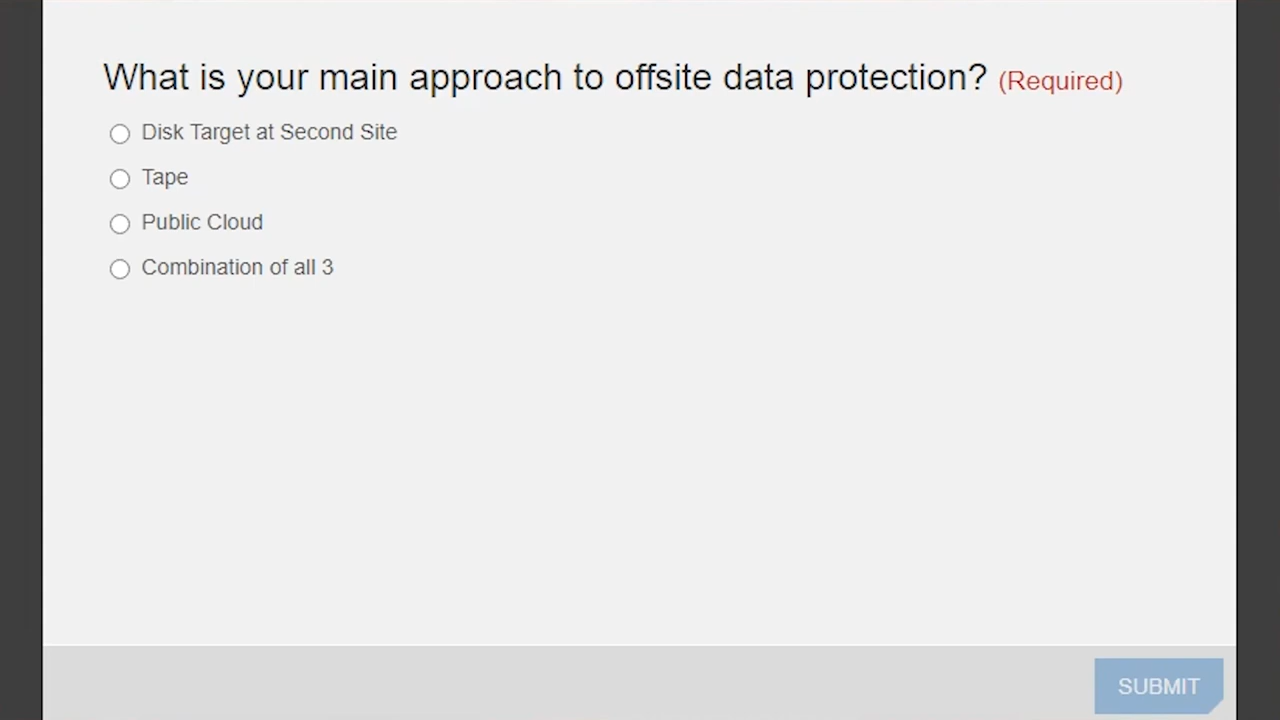 What is your main approach to offsite data protection? (Required)
Disk Target at Second Site
Tape
Public Cloud
Combination of all 3
SUBMIT